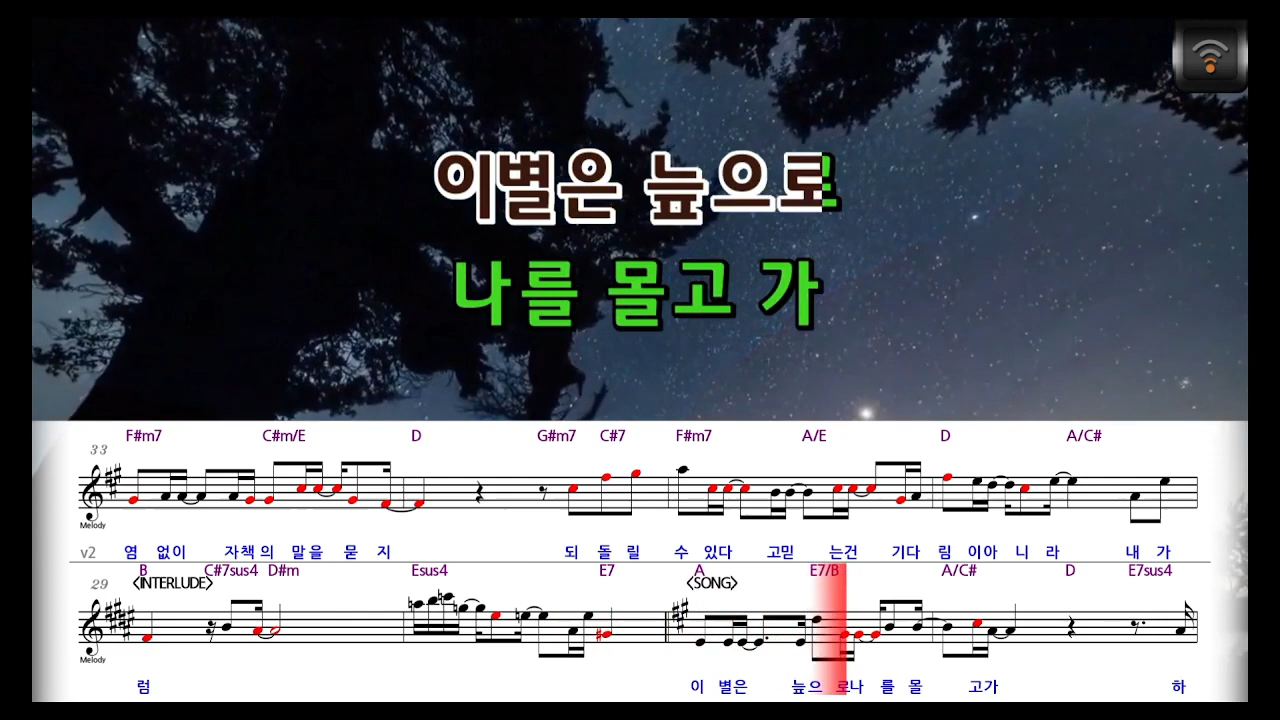 이별은 늪으로
나를 몰고 가
F#m7 C#m/E D G#m7 C#7 F#m7 A/E D A/C#
33
Melody
v2 염 없이 자책 의 말을 묻 지 되 돌 릴 수 있다 고믿 는건 기다 림 이아 니 라 내 가
B C#7sus4 D#m Esus4 E7 A E7/B A/C# D E7sus4
29 <INTERLUDE> <SONG>
Melody
럼 이 별은 늪으 로나 를 몰 고가 하